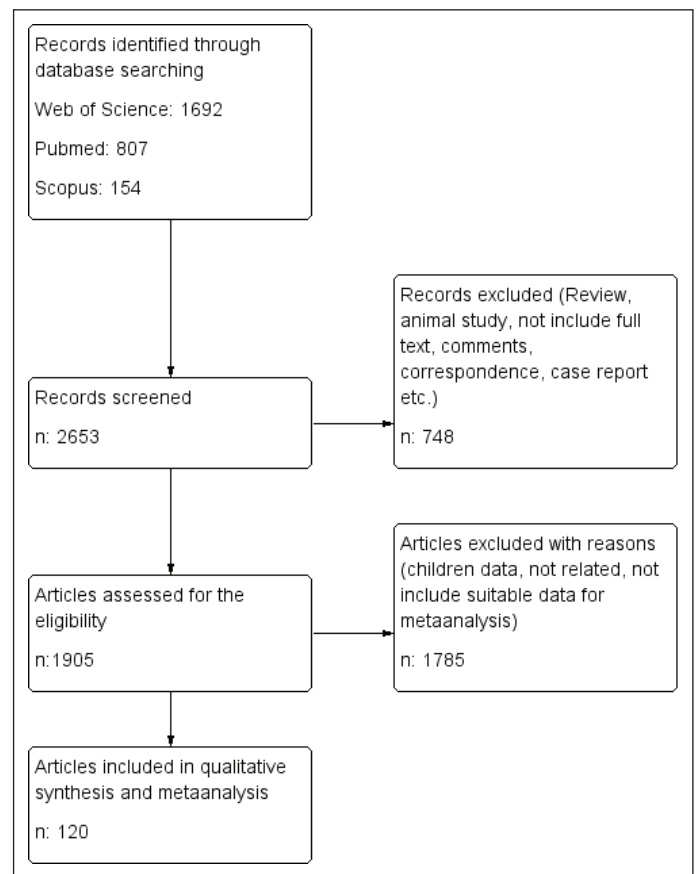 Records identified through
database searching
Web of Science: 1692
Pubmed: 807
Scopus: 154
Records excluded (Review,
animal study, not include full
text, comments,
correspondence, case report
etc.)
n: 748
Records screened
n: 2653
Articles excluded with reasons
(children data, not related, not
include suitable data for
metaanalysis)
n: 1785
Articles assessed for the
eligibility
n:1905
Articles included in qualitative
synthesis and metaanalysis
n: 120